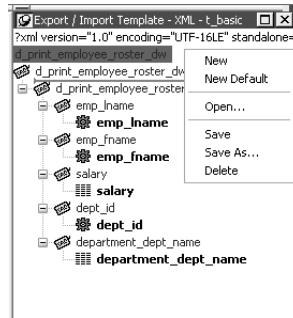 Export / Import Template - XML - t_basic
?xml version="1.0" encoding="UTF-16LE" standalone=
d_print_employee_roster_dw
New
d_print_employee_roster_dw
New Default
d_print_employee_roster
emp_lname
Open...
emp_lname
emp_fname
Save
emp_fname
Save As...
salary
Delete
salary
dept_id
dept_id
department_dept_name
department_dept_name